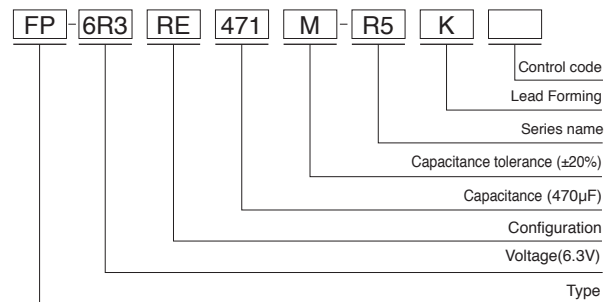 FP - 6R3 RE 471 M - R5 K
Control code
Lead Forming
Series name
Capacitance tolerance (±20%)
Capacitance (470µF)
Configuration
Voltage(6.3V)
Type